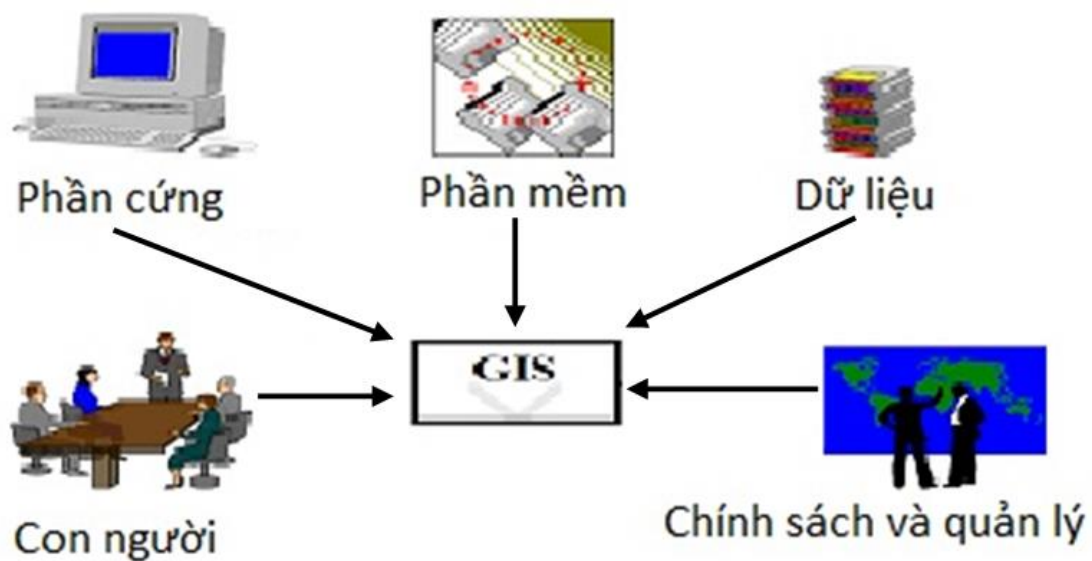 Phần cứng
Phần mềm
Dữ liệu
GIS
Con người
Chính sách và quản lý